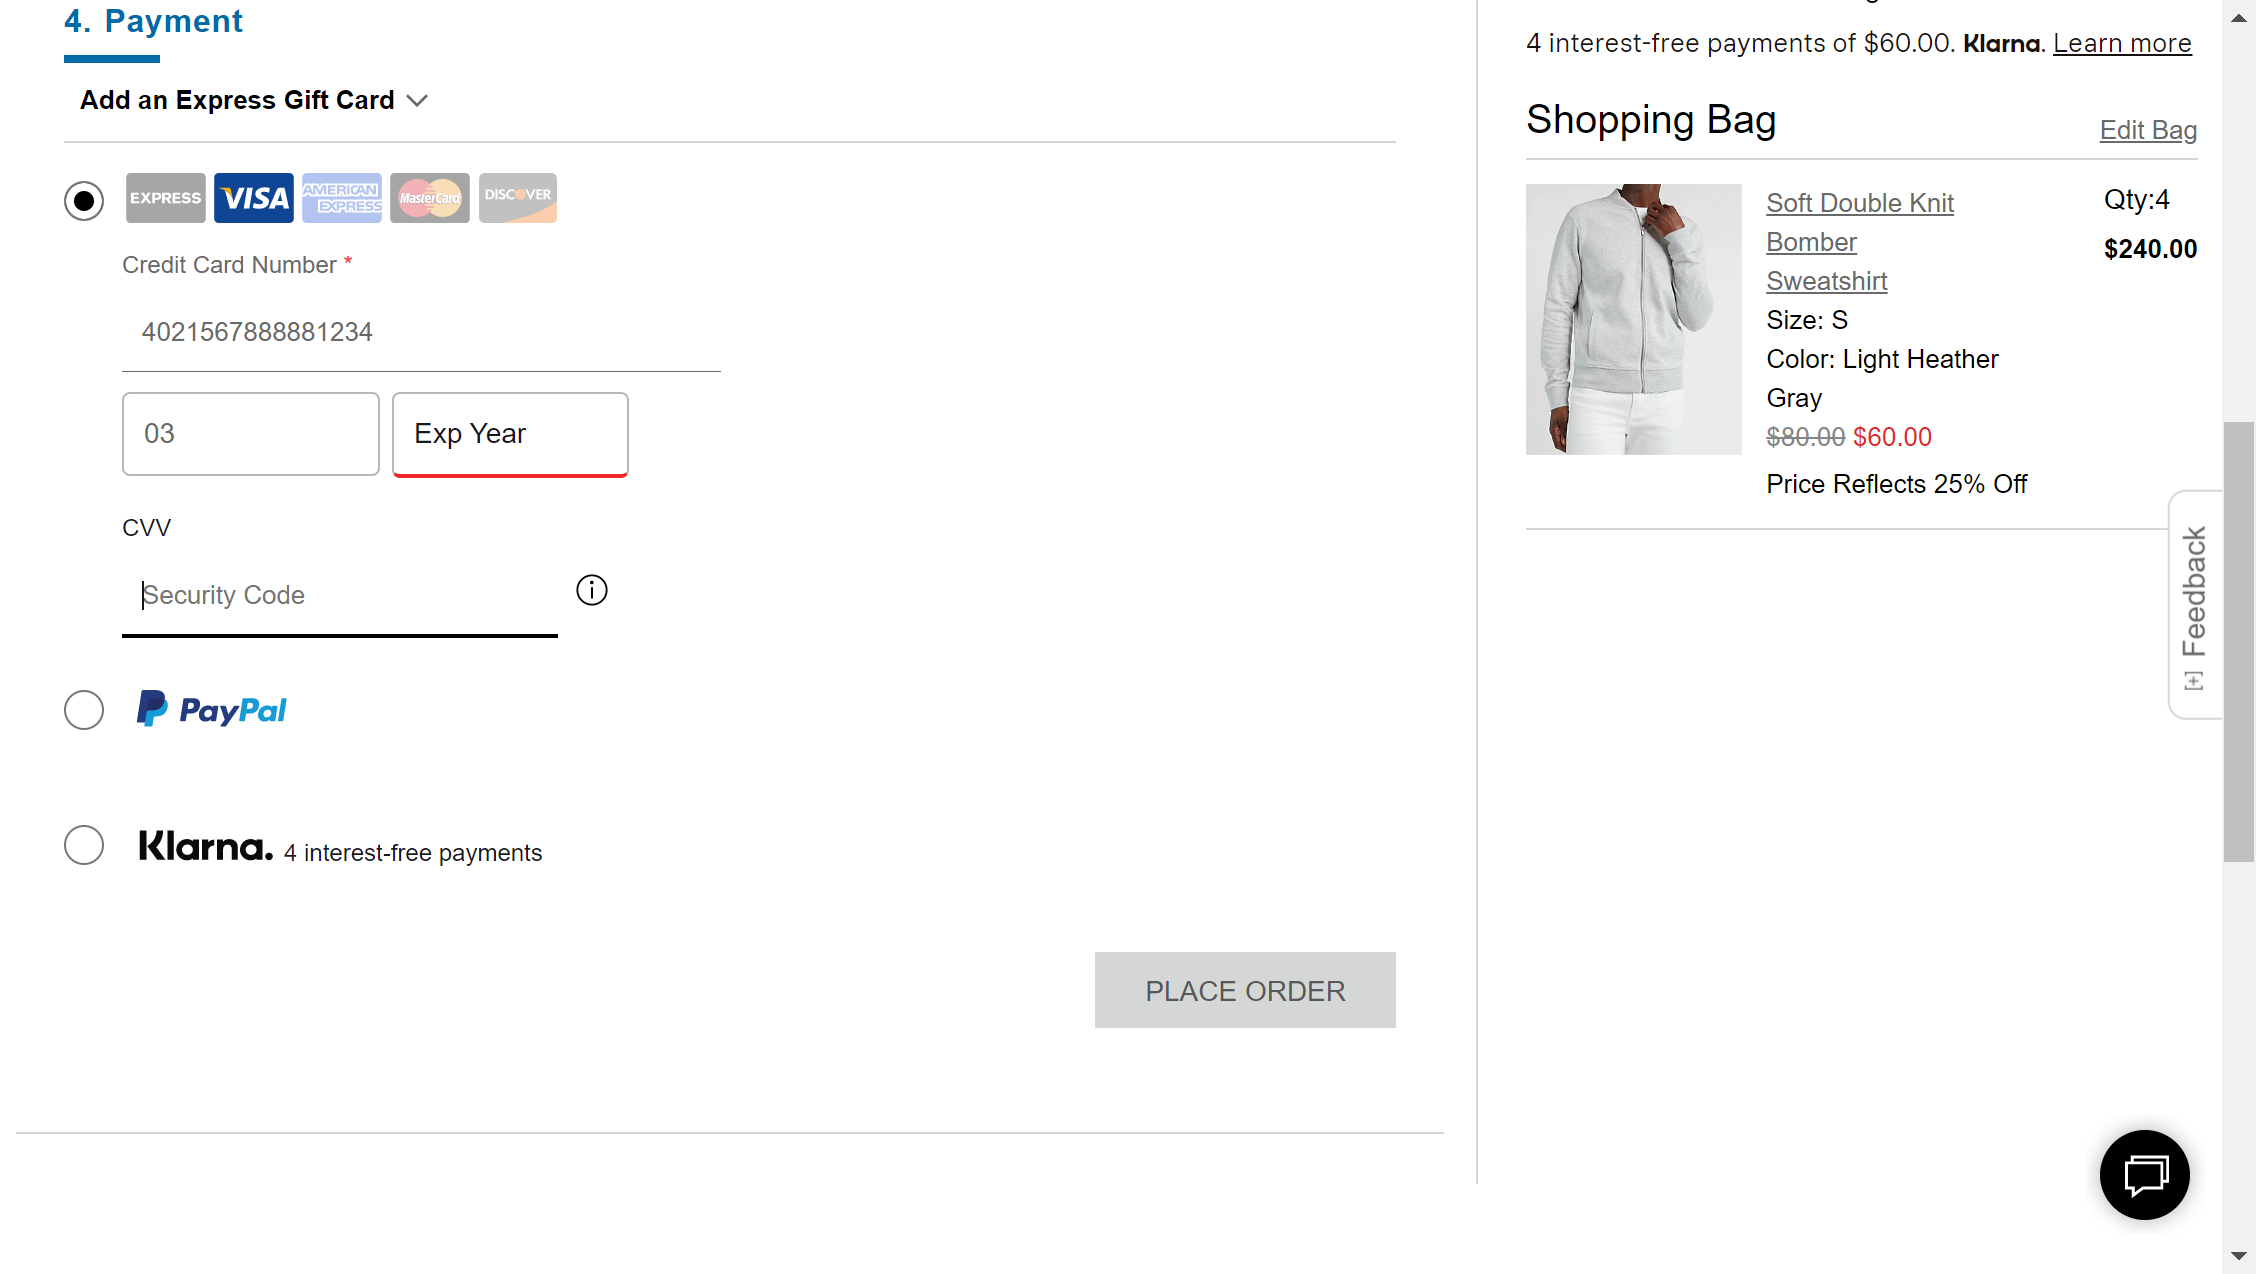 4. Payment
Add an Express Gift Card
EXPRESS
VISA
AMERICAN
EXPRESS
MasterCard
DISCOVER
Credit Card Number *
4021567888881234
03
Exp Year
CVV
Security Code
PayPal
Klarna. 4 interest-free payments
PLACE ORDER
4 interest-free payments of $60.00. Klarna. Learn more
Shopping Bag
Edit Bag
Soft Double Knit
Bomber
Sweatshirt
Size: S
Color: Light Heather
Gray
$80.00 $60.00
Price Reflects 25% Off
Qty:4
$240.00
[+] Feedback